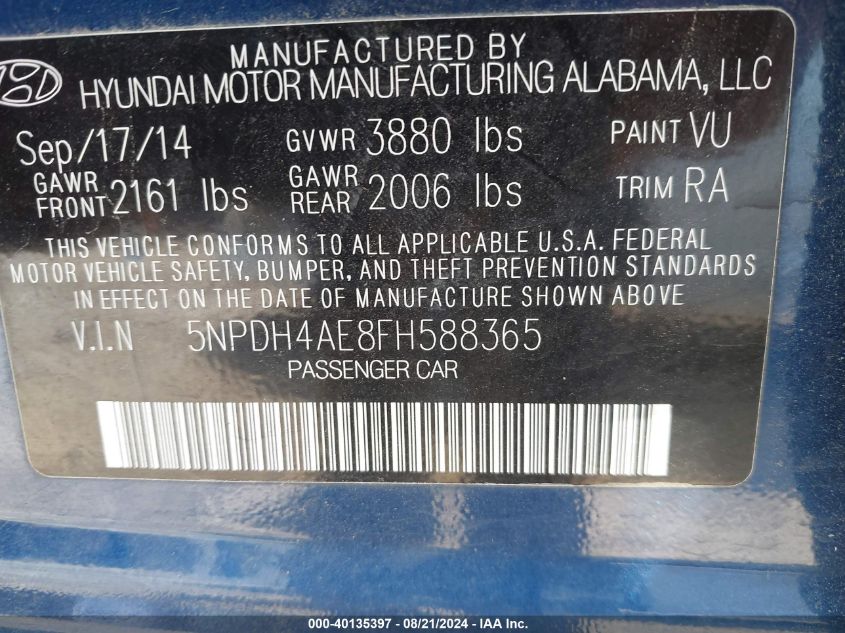 MANUFACTURED BY
HYUNDAI MOTOR MANUFACTURING ALABAMA, LLC
Sep/17/14 GVWR 3880 lbs PAINT VU
GAWR FRONT 2161 lbs GAWR REAR 2006 lbs TRIM RA
THIS VEHICLE CONFORMS TO ALL APPLICABLE U.S.A. FEDERAL
MOTOR VEHICLE SAFETY, BUMPER, AND THEFT PREVENTION STANDARDS
IN EFFECT ON THE DATE OF MANUFACTURE SHOWN ABOVE
V.I.N 5NPDH4AE8FH588365
PASSENGER CAR
000-40135397 - 08/21/2024 - IAA Inc.